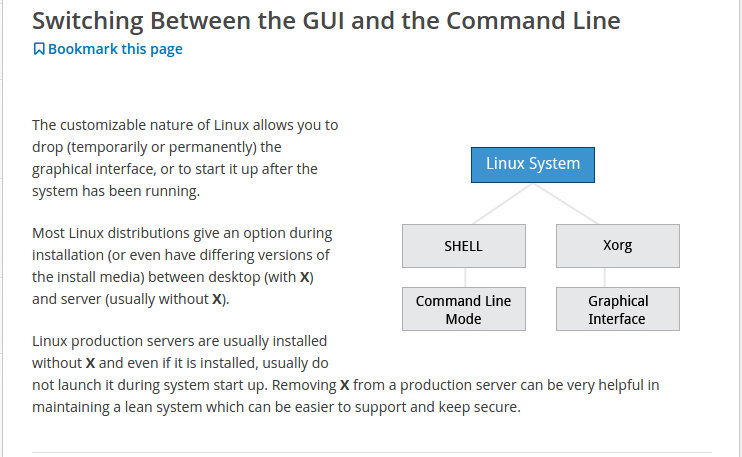 Switching Between the GUI and the Command Line
Bookmark this page
The customizable nature of Linux allows you to
drop (temporarily or permanently) the
graphical interface, or to start it up after the
system has been running.
Most Linux distributions give an option during
installation (or even have differing versions of
the install media) between desktop (with X)
and server (usually without X).
Linux production servers are usually installed
without X and even if it is installed, usually do
not launch it during system start up. Removing X from a production server can be very helpful in
maintaining a lean system which can be easier to support and keep secure.
Linux System
SHELL
Xorg
Command Line
Mode
Graphical
Interface